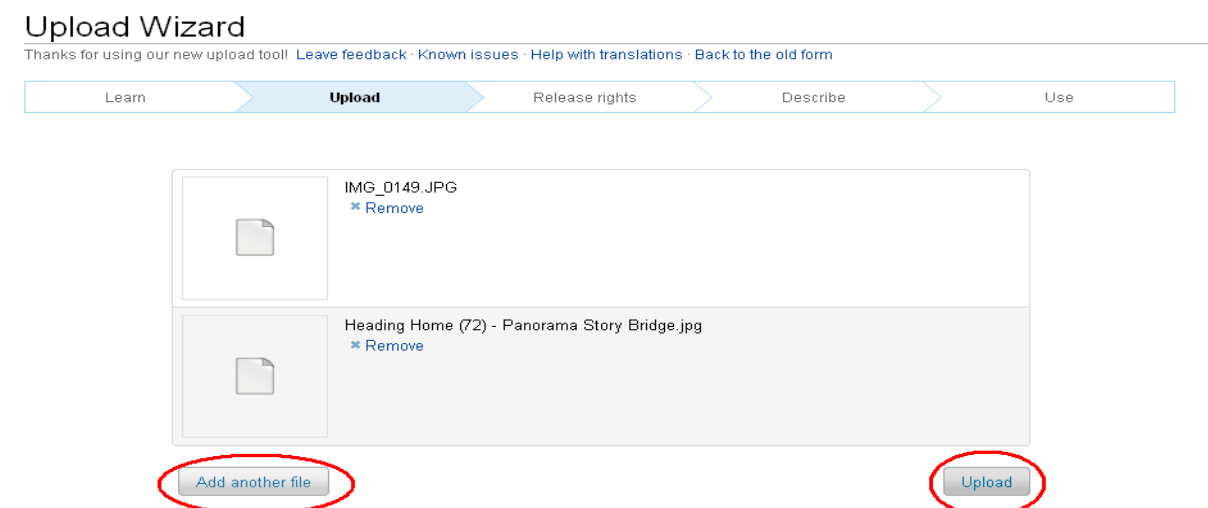 Upload Wizard
Thanks for using our new upload tool! Leave feedback · Known issues · Help with translations · Back to the old form
Learn Upload Release rights Describe Use
IMG_0149.JPG
Remove
Heading Home (72) - Panorama Story Bridge.jpg
Remove
Add another file Upload